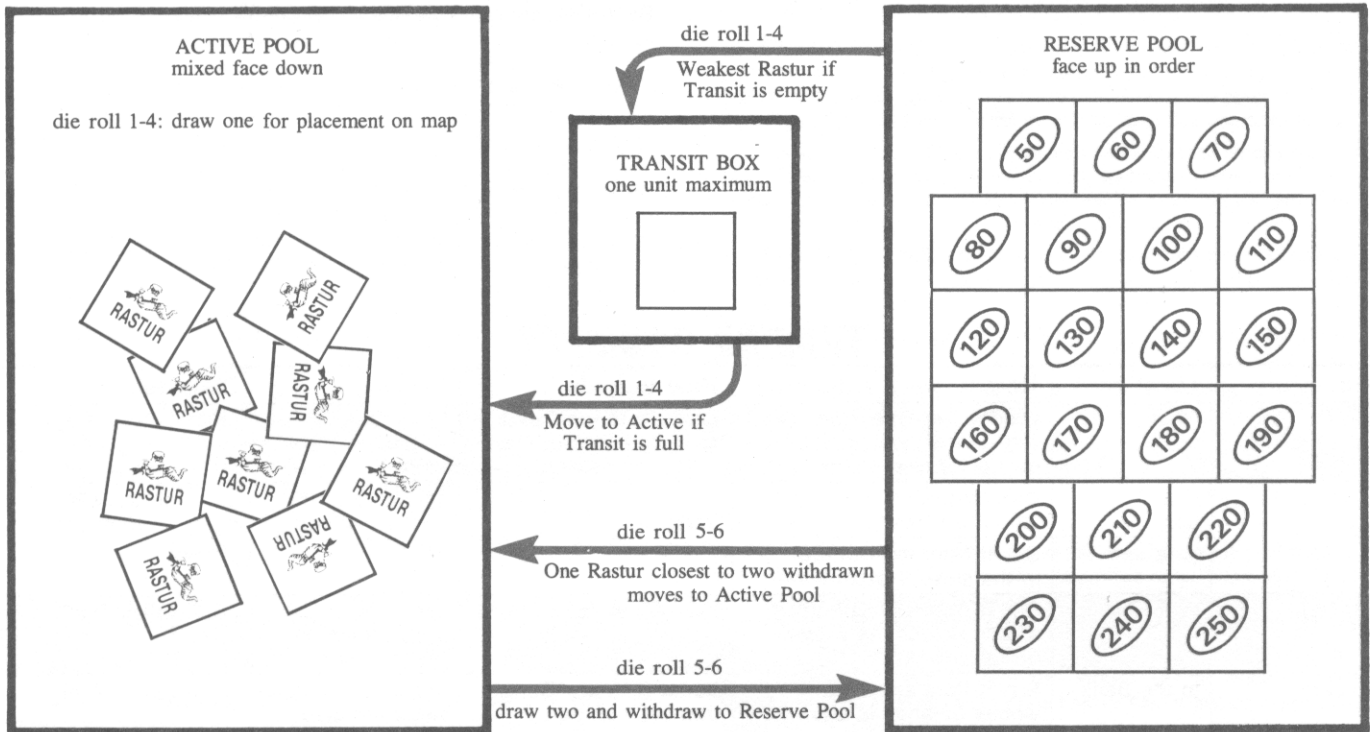 ACTIVE POOL
mixed face down
die roll 1-4: draw one for placement on map
RASTUR
RASTUR
RASTUR
RASTUR
RASTUR
RASTUR
RASTUR
RASTUR
RASTUR
die roll 1-4
Weakest Rastur if
Transit is empty
TRANSIT BOX
one unit maximum
die roll 1-4
Move to Active if
Transit is full
die roll 5-6
One Rastur closest to two withdrawn
moves to Active Pool
die roll 5-6
draw two and withdraw to Reserve Pool
RESERVE POOL
face up in order
50 60 70
80 90 100 110
120 130 140 150
160 170 180 190
200 210 220
230 240 250